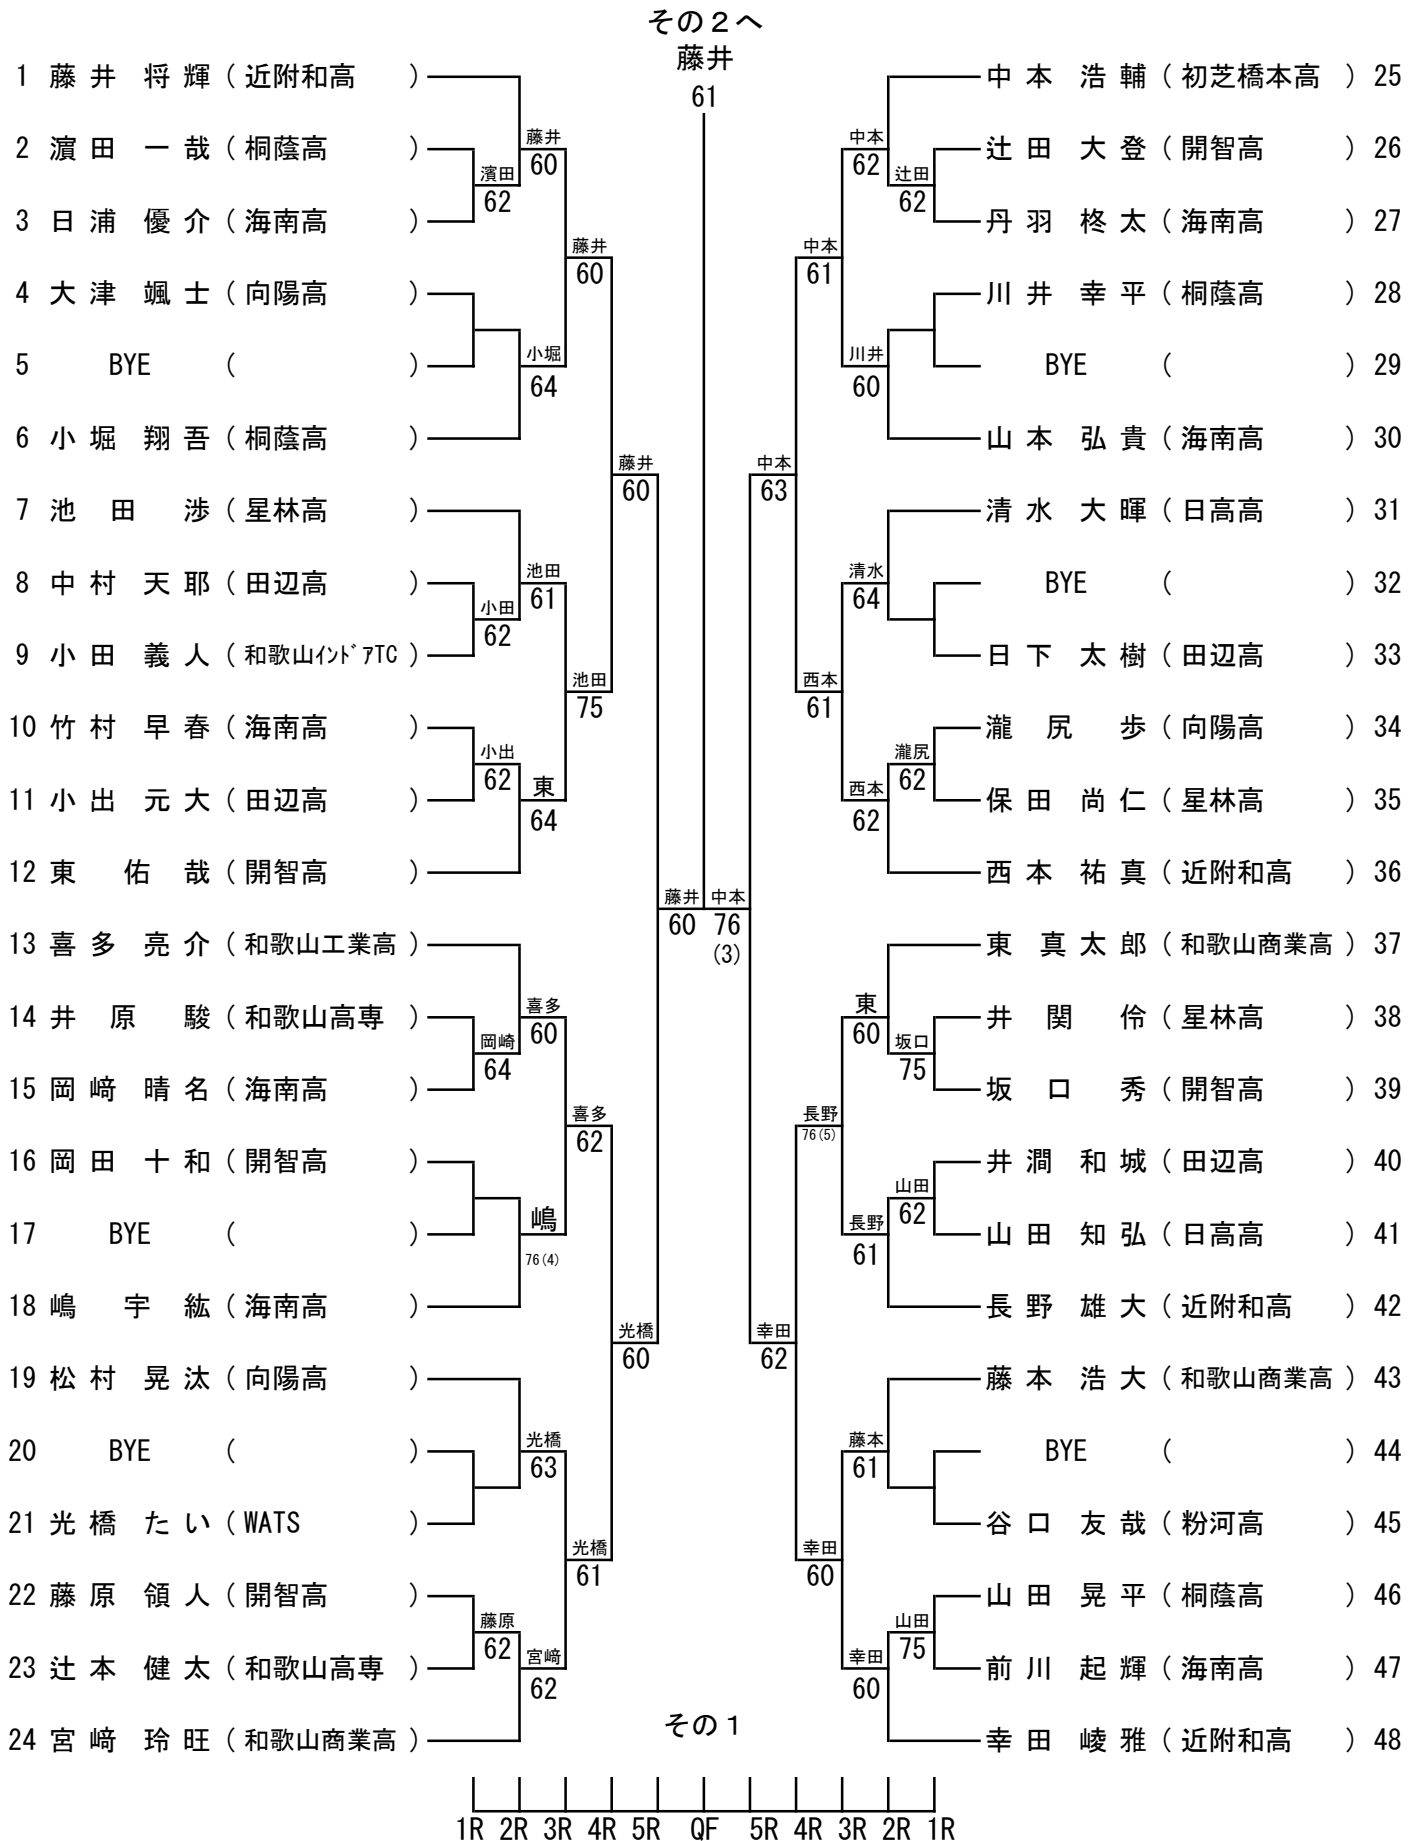 その２へ
藤井
61
1 藤井 将輝 ( 近附和高 )
2 濵田 一哉 ( 桐蔭高 )
3 日浦 優介 ( 海南高 )
4 大津 颯士 ( 向陽高 )
5 BYE ( )
6 小堀 翔吾 ( 桐蔭高 )
7 池田 渉 ( 星林高 )
8 中村 天耶 ( 田辺高 )
9 小田 義人 ( 和歌山ｲﾝﾄﾞｱTC )
10 竹村 早春 ( 海南高 )
11 小出 元大 ( 田辺高 )
12 東 佑哉 ( 開智高 )
13 喜多 亮介 ( 和歌山工業高 )
14 井原 駿 ( 和歌山高専 )
15 岡﨑 晴名 ( 海南高 )
16 岡田 十和 ( 開智高 )
17 BYE ( )
18 嶋 宇紘 ( 海南高 )
19 松村 晃汰 ( 向陽高 )
20 BYE ( )
21 光橋 たい ( WATS )
22 藤原 領人 ( 開智高 )
23 辻本 健太 ( 和歌山高専 )
24 宮﨑 玲旺 ( 和歌山商業高 )
濵田
62
小田
62
小出
62
岡崎
64
藤原
62
藤井
60
小堀
64
池田
61
東
64
喜多
60
嶋
76(4)
光橋
63
宮﨑
62
藤井
60
池田
75
喜多
62
光橋
61
藤井
60
光橋
60
藤井
60
中本
76
(3)
中本
63
幸田
62
中本
61
西本
61
長野
76(5)
幸田
60
中本
62
川井
60
清水
64
西本
62
東
60
長野
61
藤本
61
幸田
60
辻田
62
瀧尻
62
坂口
75
山田
62
山田
75
中本 浩輔 ( 初芝橋本高 ) 25
辻田 大登 ( 開智高 ) 26
丹羽 柊太 ( 海南高 ) 27
川井 幸平 ( 桐蔭高 ) 28
BYE ( ) 29
山本 弘貴 ( 海南高 ) 30
清水 大暉 ( 日高高 ) 31
BYE ( ) 32
日下 太樹 ( 田辺高 ) 33
瀧尻 歩 ( 向陽高 ) 34
保田 尚仁 ( 星林高 ) 35
西本 祐真 ( 近附和高 ) 36
東 真太郎 ( 和歌山商業高 ) 37
井関 伶 ( 星林高 ) 38
坂口 秀 ( 開智高 ) 39
井澗 和城 ( 田辺高 ) 40
山田 知弘 ( 日高高 ) 41
長野 雄大 ( 近附和高 ) 42
藤本 浩大 ( 和歌山商業高 ) 43
BYE ( ) 44
谷口 友哉 ( 粉河高 ) 45
山田 晃平 ( 桐蔭高 ) 46
前川 起輝 ( 海南高 ) 47
幸田 崚雅 ( 近附和高 ) 48
その１
1R 2R 3R 4R 5R QF 5R 4R 3R 2R 1R